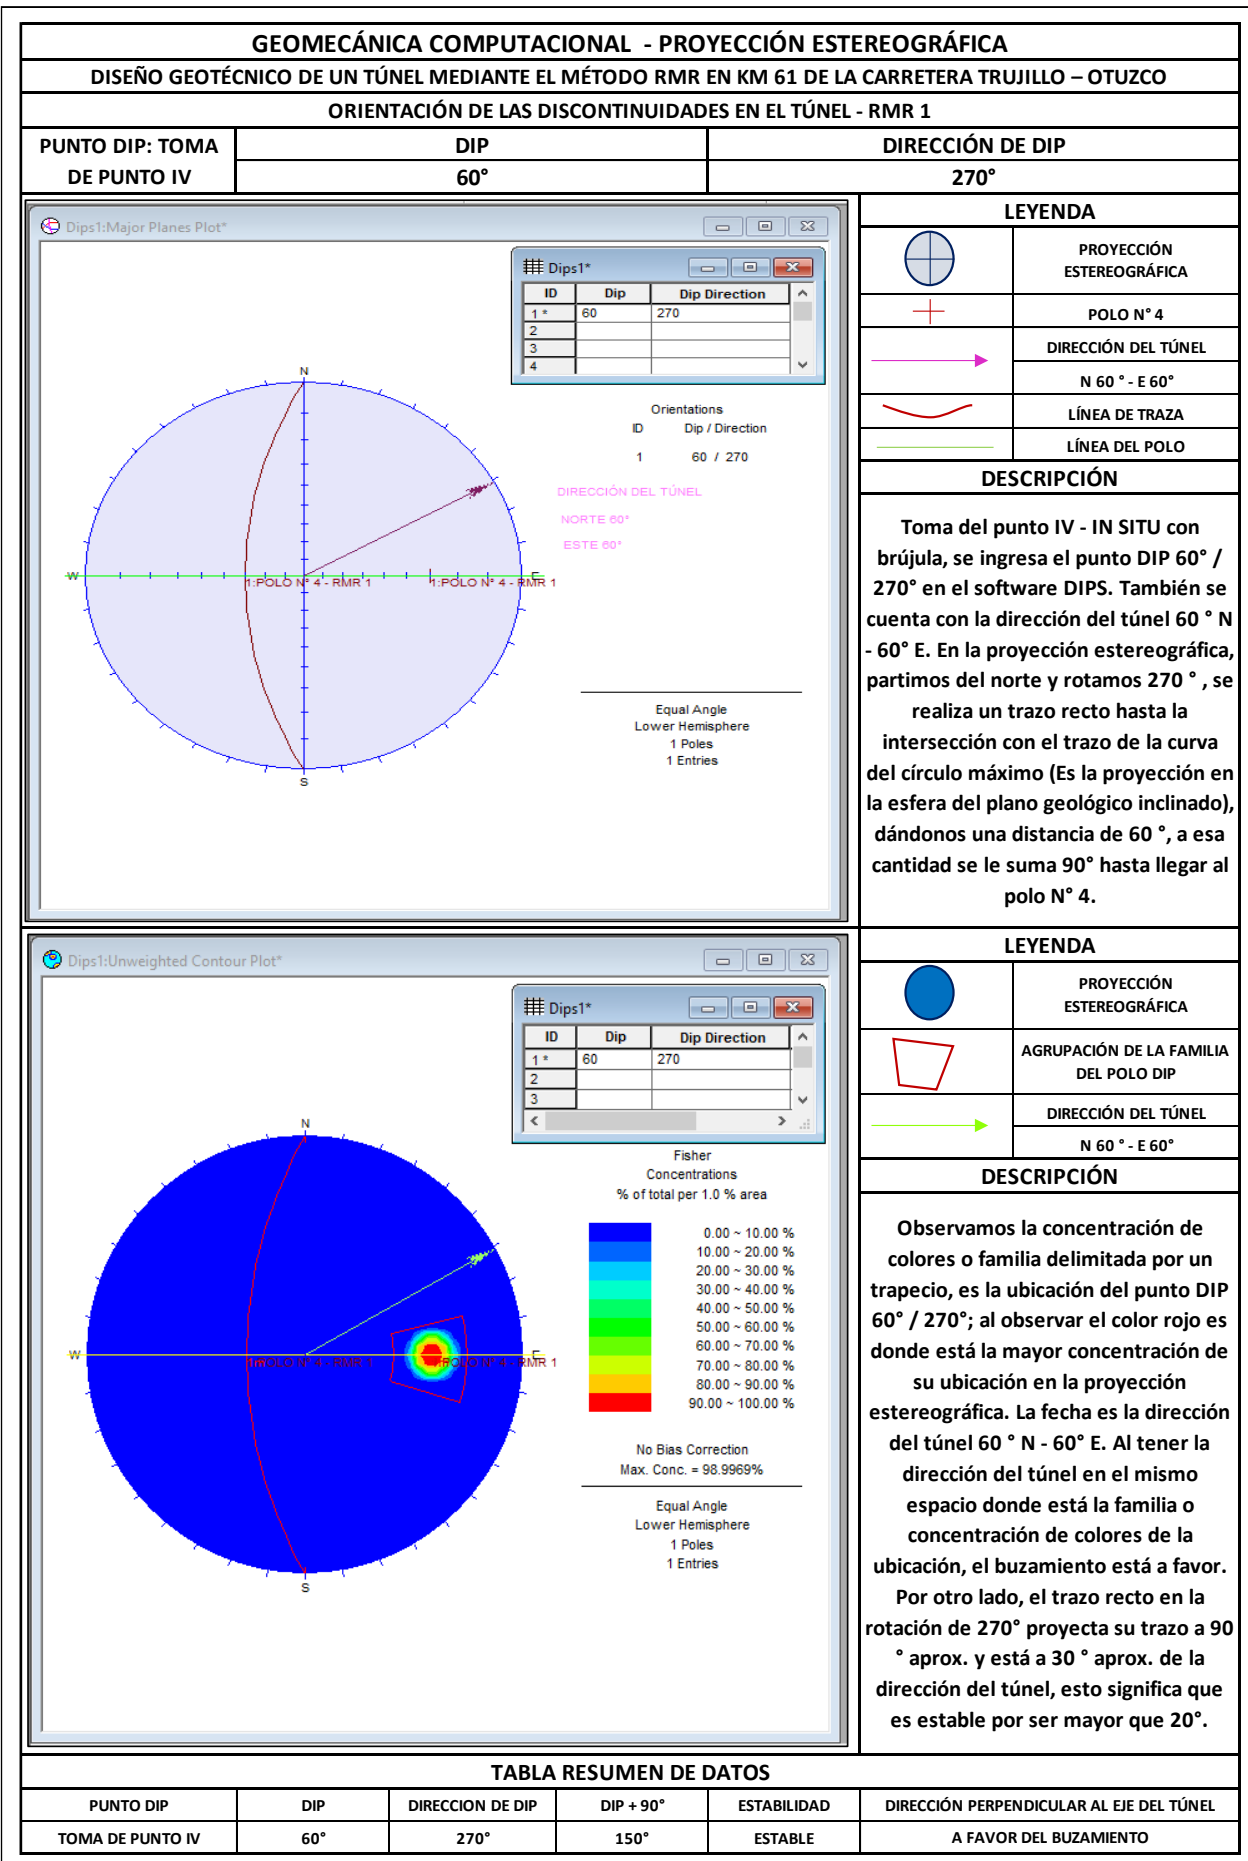 GEOMECÁNICA COMPUTACIONAL - PROYECCIÓN ESTEREOGRÁFICA
DISEÑO GEOTÉCNICO DE UN TÚNEL MEDIANTE EL MÉTODO RMR EN KM 61 DE LA CARRETERA TRUJILLO – OTUZCO
ORIENTACIÓN DE LAS DISCONTINUIDADES EN EL TÚNEL - RMR 1
PUNTO DIP: TOMA DE PUNTO IV
DIP
DIRECCIÓN DE DIP
60°
270°
Dips1:Major Planes Plot*
Dips1*
ID Dip Dip Direction
1 * 60 270
2
3
4
N
W
E
S
1:POLO N° 4 - RMR 1
1:POLO N° 4 - RMR 1
Orientations
ID Dip / Direction
1 60 / 270
DIRECCIÓN DEL TÚNEL
NORTE 60°
ESTE 60°
Equal Angle
Lower Hemisphere
1 Poles
1 Entries
LEYENDA
PROYECCIÓN
ESTEREOGRÁFICA
POLO N° 4
DIRECCIÓN DEL TÚNEL
N 60 ° - E 60°
LÍNEA DE TRAZA
LÍNEA DEL POLO
DESCRIPCIÓN
Toma del punto IV - IN SITU con
brújula, se ingresa el punto DIP 60° /
270° en el software DIPS. También se
cuenta con la dirección del túnel 60 ° N
- 60° E. En la proyección estereográfica,
partimos del norte y rotamos 270 ° , se
realiza un trazo recto hasta la
intersección con el trazo de la curva
del círculo máximo (Es la proyección en
la esfera del plano geológico inclinado),
dándonos una distancia de 60 °, a esa
cantidad se le suma 90° hasta llegar al
polo N° 4.
Dips1:Unweighted Contour Plot*
Dips1*
ID Dip Dip Direction
1 * 60 270
2
3
N
W
E
S
POLO N° 4 - RMR 1
POLO N° 4 - RMR 1
Fisher
Concentrations
% of total per 1.0 % area
0.00 ~ 10.00 %
10.00 ~ 20.00 %
20.00 ~ 30.00 %
30.00 ~ 40.00 %
40.00 ~ 50.00 %
50.00 ~ 60.00 %
60.00 ~ 70.00 %
70.00 ~ 80.00 %
80.00 ~ 90.00 %
90.00 ~ 100.00 %
No Bias Correction
Max. Conc. = 98.9969%
Equal Angle
Lower Hemisphere
1 Poles
1 Entries
LEYENDA
PROYECCIÓN
ESTEREOGRÁFICA
AGRUPACIÓN DE LA FAMILIA
DEL POLO DIP
DIRECCIÓN DEL TÚNEL
N 60 ° - E 60°
DESCRIPCIÓN
Observamos la concentración de
colores o familia delimitada por un
trapecio, es la ubicación del punto DIP
60° / 270°; al observar el color rojo es
donde está la mayor concentración de
su ubicación en la proyección
estereográfica. La fecha es la dirección
del túnel 60 ° N - 60° E. Al tener la
dirección del túnel en el mismo
espacio donde está la familia o
concentración de colores de la
ubicación, el buzamiento está a favor.
Por otro lado, el trazo recto en la
rotación de 270° proyecta su trazo a 90
° aprox. y está a 30 ° aprox. de la
dirección del túnel, esto significa que
es estable por ser mayor que 20°.
TABLA RESUMEN DE DATOS
PUNTO DIP DIP DIRECCION DE DIP DIP + 90° ESTABILIDAD DIRECCIÓN PERPENDICULAR AL EJE DEL TÚNEL
TOMA DE PUNTO IV 60° 270° 150° ESTABLE A FAVOR DEL BUZAMIENTO